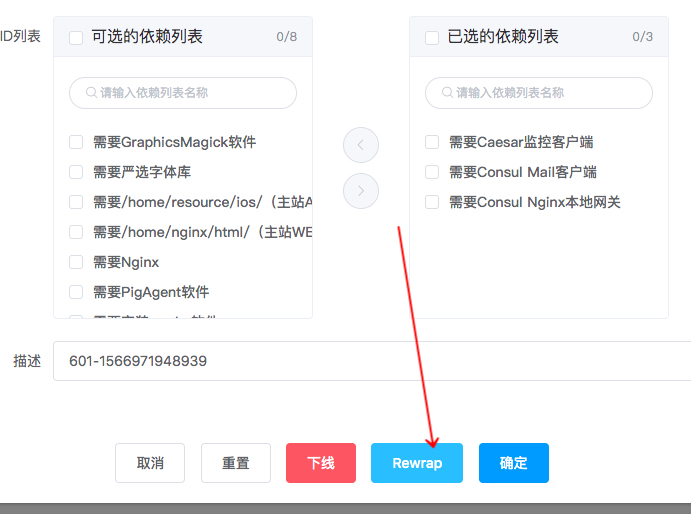 ID列表
可选的依赖列表 0/8
请输入依赖列表名称
需要GraphicsMagick软件
需要严选字体库
需要/home/resource/ios/（主站A
需要/home/nginx/html/（主站WE
需要Nginx
需要PigAgent软件
已选的依赖列表 0/3
请输入依赖列表名称
需要Caesar监控客户端
需要Consul Mail客户端
需要Consul Nginx本地网关
描述 601-1566971948939
取消 重置 下线 Rewrap 确定